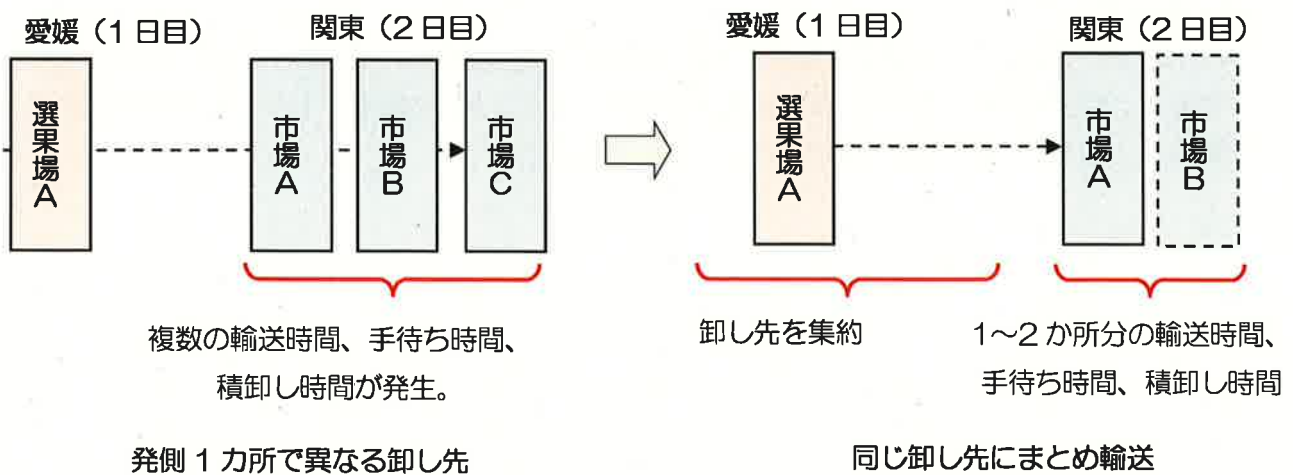 愛媛（1日目）
関東（2日目）
選果場A
市場A
市場B
市場C
複数の輸送時間、手待ち時間、
積卸し時間が発生。
発側1カ所で異なる卸し先
愛媛（1日目）
関東（2日目）
選果場A
市場A
市場B
卸し先を集約
1～2か所分の輸送時間、
手待ち時間、積卸し時間
同じ卸し先にまとめ輸送